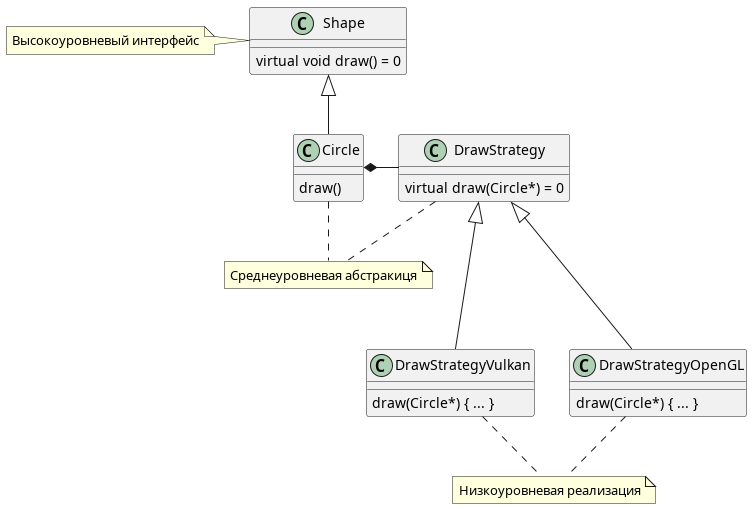 C Shape
Высокоуровневый интерфейс
virtual void draw() = 0
C Circle
C DrawStrategy
draw()
virtual draw(Circle*) = 0
Среднеуровневая абстракиця
C DrawStrategyVulkan
C DrawStrategyOpenGL
draw(Circle*) { ... }
draw(Circle*) { ... }
Низкоуровневая реализация